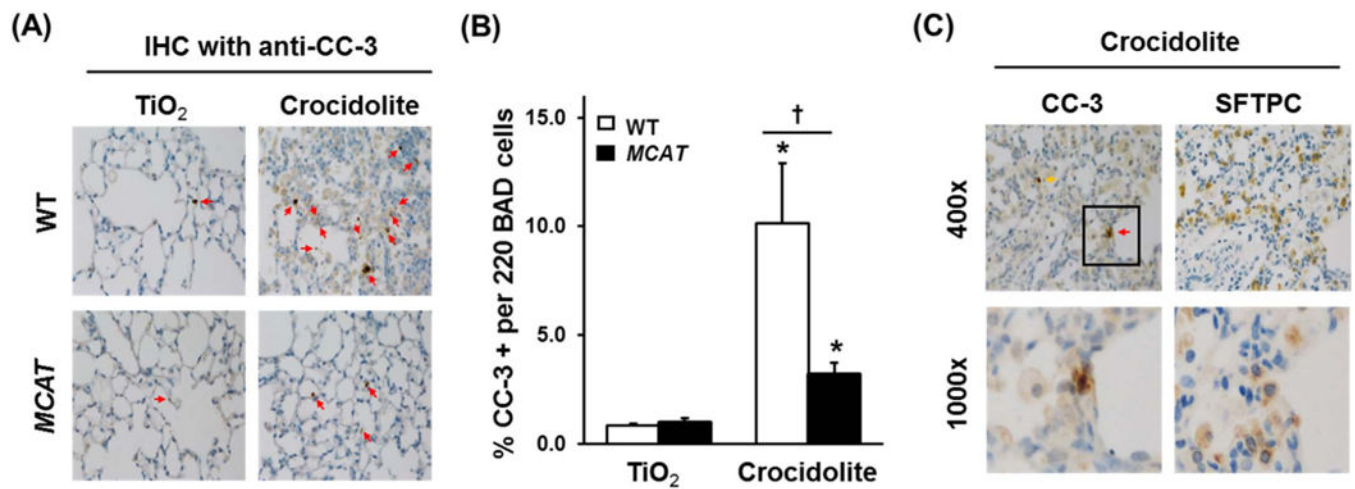 (A)
IHC with anti-CC-3
TiO2
Crocidolite
WT
MCAT
(B)
% CC-3 + per 220 BAD cells
15.0
10.0
5.0
0.0
WT
MCAT
†
*
*
TiO2
Crocidolite
(C)
Crocidolite
CC-3
SFTPC
400x
1000x